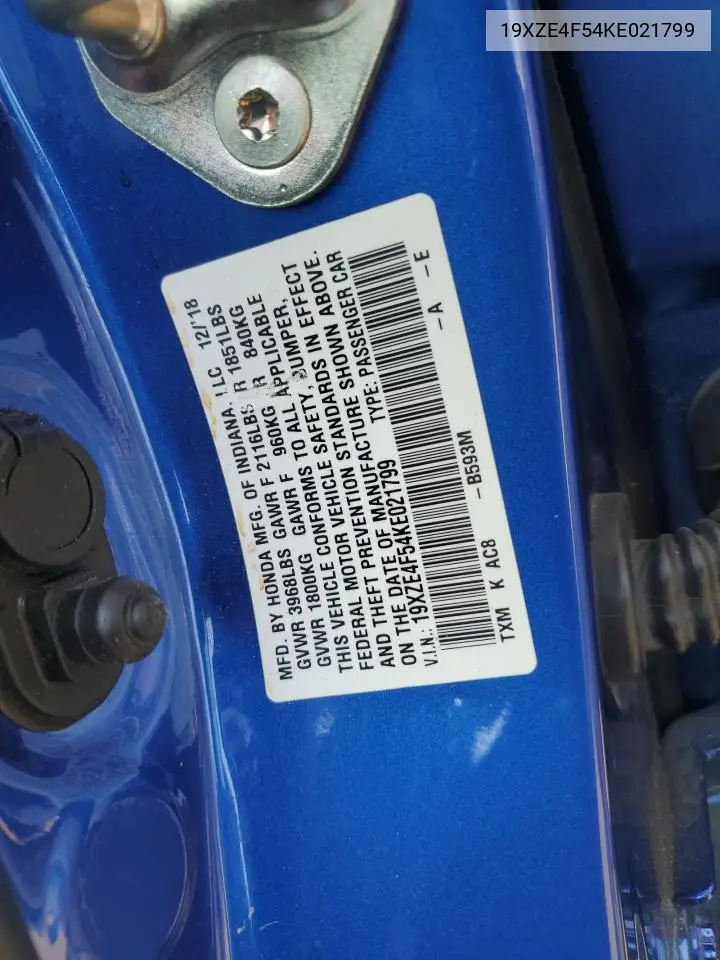 19XZE4F54KE021799
MFD. BY HONDA MFG. OF INDIANA. LLC 12/'18
GVWR 3968LBS GAWR F 2116LBS R 1851LBS
GVWR 1800KG GAWR F 960KG R 840KG
THIS VEHICLE CONFORMS TO ALL APPLICABLE
FEDERAL MOTOR VEHICLE SAFETY, BUMPER,
AND THEFT PREVENTION STANDARDS IN EFFECT
ON THE DATE OF MANUFACTURE SHOWN ABOVE.
V.I.N.: 19XZE4F54KE021799 TYPE: PASSENGER CAR
TXM K AC8 -B593M -A -E